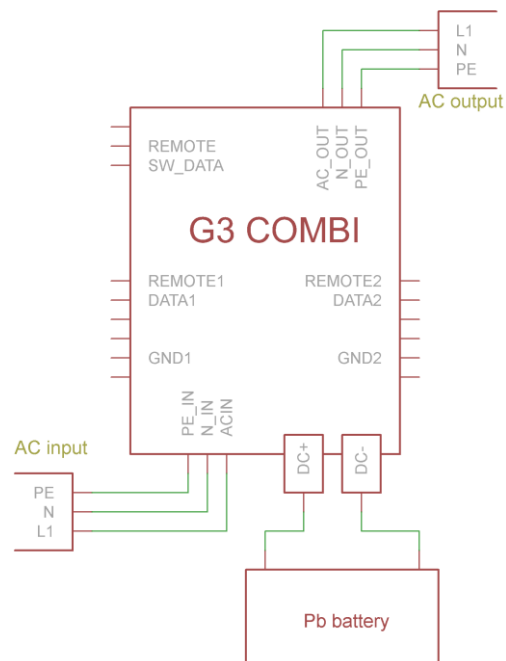 L1
N
PE
AC output
AC_OUT
N_OUT
PE_OUT
REMOTE
SW_DATA
G3 COMBI
REMOTE1
REMOTE2
DATA1
DATA2
GND1
GND2
PE_IN
N_IN
ACIN
AC input
DC+
DC-
PE
N
L1
Pb battery